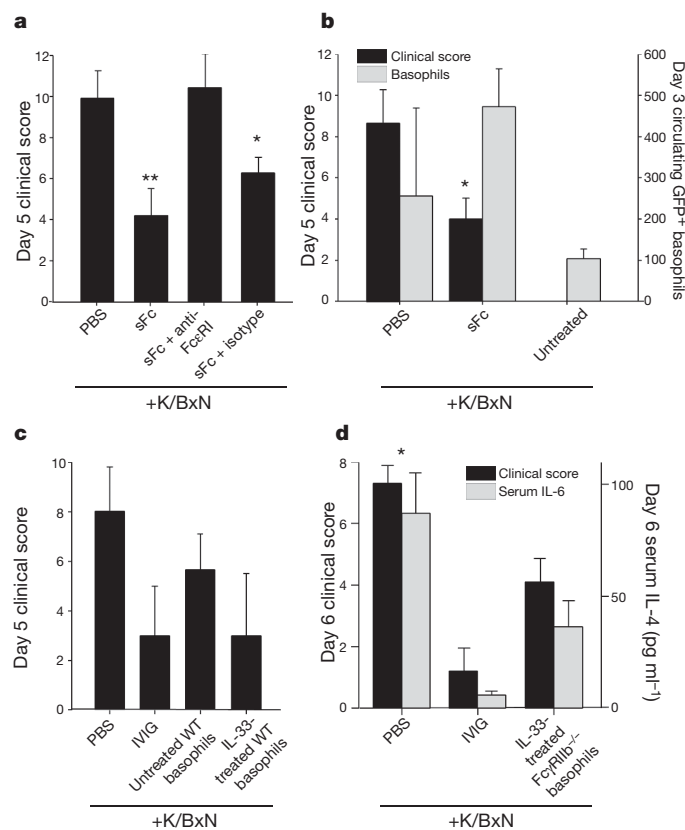 a
Day 5 clinical score
12
10
8
6
4
2
0
**
*
PBS
sFc
sFc + anti-
FcεRI
sFc + isotype
+K/BxN
b
Day 5 clinical score
12
10
8
6
4
2
0
Clinical score
Basophils
*
600
500
400
300
200
100
0
Day 3 circulating GFP+ basophils
PBS
sFc
Untreated
+K/BxN
c
Day 5 clinical score
10
8
6
4
2
0
PBS
IVIG
Untreated WT
basophils
IL-33-
treated WT
basophils
+K/BxN
d
Day 6 clinical score
8
6
4
2
0
*
Clinical score
Serum IL-6
100
50
0
Day 6 serum IL-4 (pg ml⁻¹)
PBS
IVIG
IL-33-
treated
FcγRIIb⁻/⁻
basophils
+K/BxN